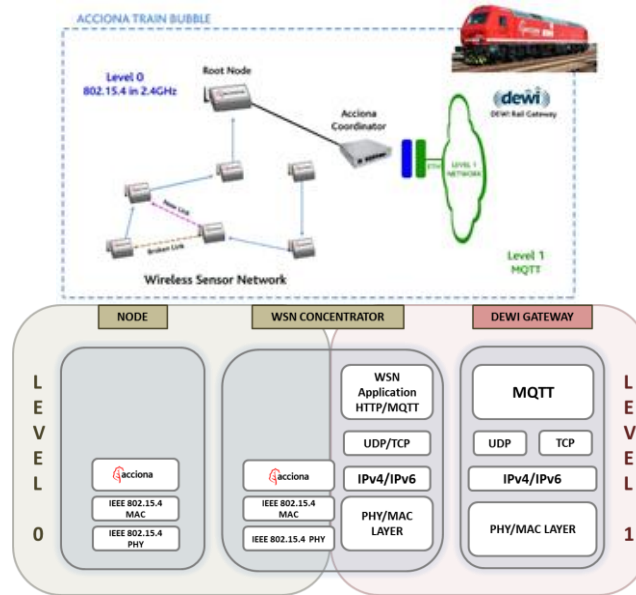 ACCIONA TRAIN BUBBLE
Level 0
802.15.4 in 2.4GHz
Root Node
Acciona
Coordinator
dewi
DEWI Rail Gateway
ETH
LEVEL 1
NETWORK
New Link
Broken Link
Wireless Sensor Network
Level 1
MQTT
NODE
WSN CONCENTRATOR
DEWI GATEWAY
LEVEL 0
LEVEL 1
WSN
Application
HTTP/MQTT
MQTT
UDP/TCP
UDP
TCP
acciona
acciona
IPv4/IPv6
IPv4/IPv6
IEEE 802.15.4
MAC
IEEE 802.15.4
MAC
PHY/MAC
LAYER
PHY/MAC LAYER
IEEE 802.15.4
PHY
IEEE 802.15.4 PHY